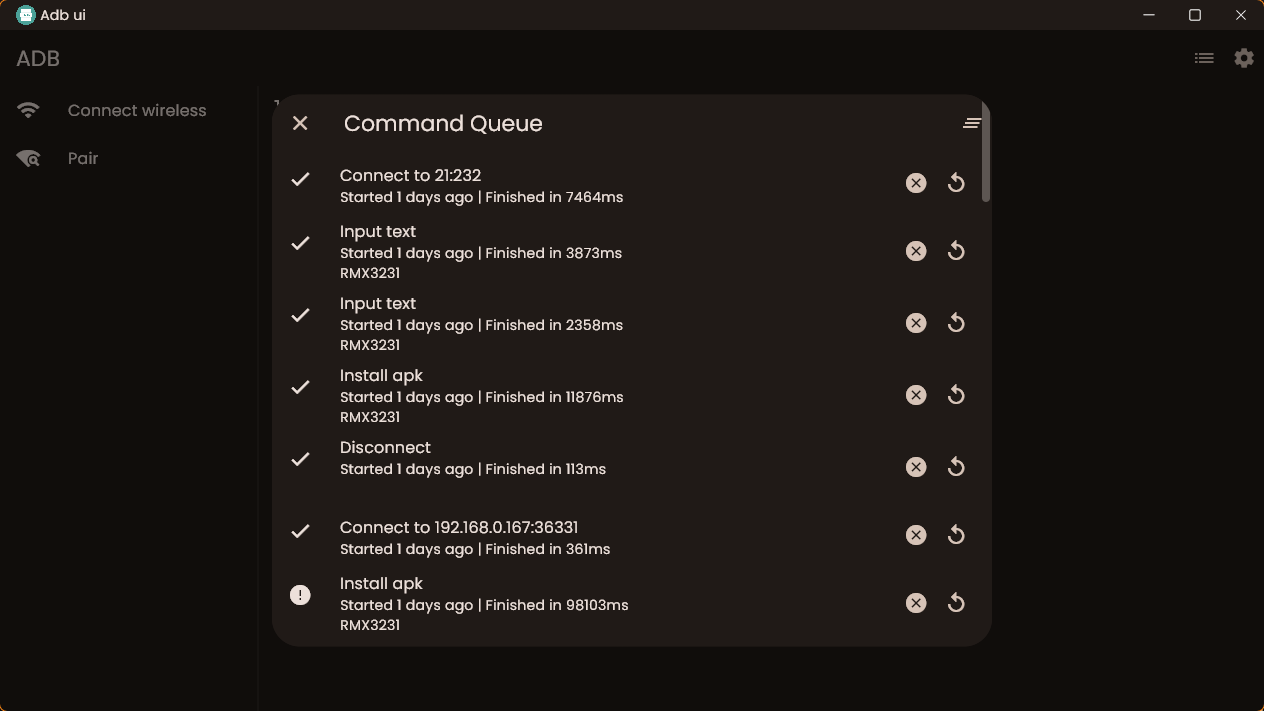 Adb ui
ADB
Connect wireless
Pair
Command Queue
Connect to 21:232
Started 1 days ago | Finished in 7464ms
Input text
Started 1 days ago | Finished in 3873ms
RMX3231
Input text
Started 1 days ago | Finished in 2358ms
RMX3231
Install apk
Started 1 days ago | Finished in 11876ms
RMX3231
Disconnect
Started 1 days ago | Finished in 113ms
Connect to 192.168.0.167:36331
Started 1 days ago | Finished in 361ms
Install apk
Started 1 days ago | Finished in 98103ms
RMX3231